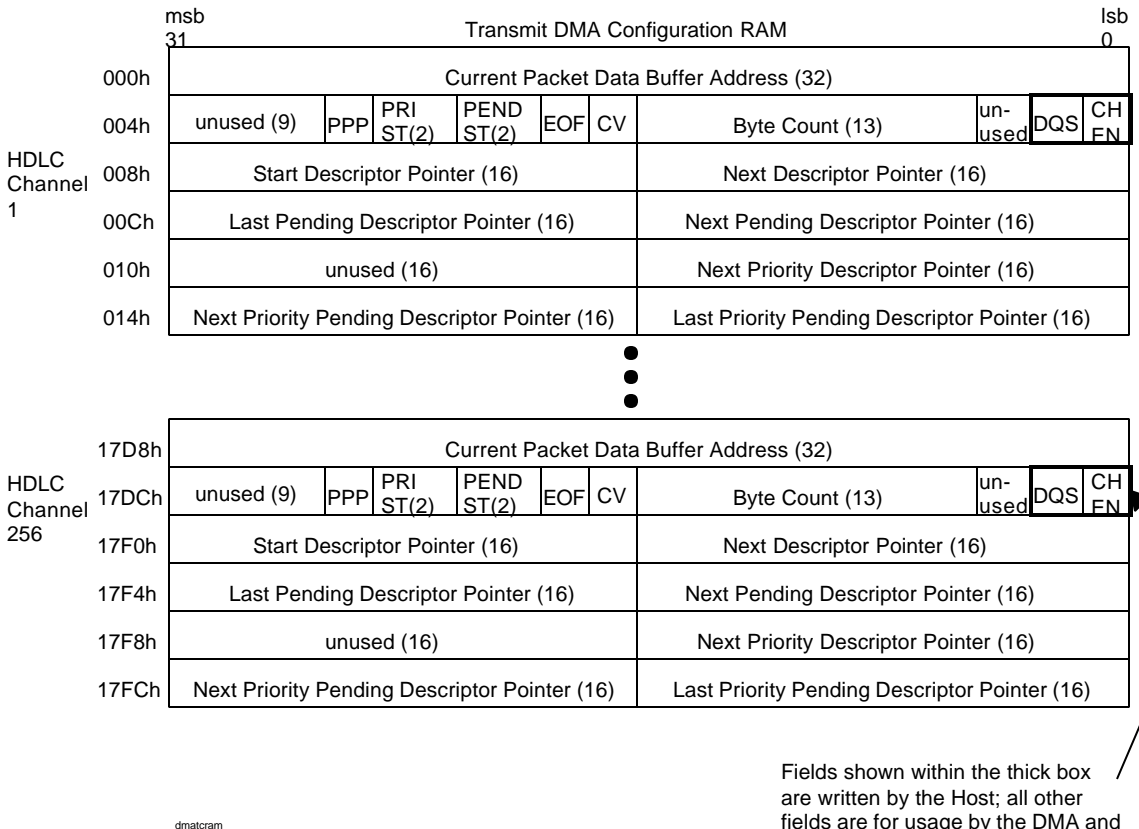 msb lsb
31 Transmit DMA Configuration RAM 0
000h Current Packet Data Buffer Address (32)
004h unused (9) PPP PRI ST(2) PEND ST(2) EOF CV Byte Count (13) un-used DQS CH EN
HDLC Channel 1
008h Start Descriptor Pointer (16) Next Descriptor Pointer (16)
00Ch Last Pending Descriptor Pointer (16) Next Pending Descriptor Pointer (16)
010h unused (16) Next Priority Descriptor Pointer (16)
014h Next Priority Pending Descriptor Pointer (16) Last Priority Pending Descriptor Pointer (16)
17D8h Current Packet Data Buffer Address (32)
HDLC Channel 256
17DCh unused (9) PPP PRI ST(2) PEND ST(2) EOF CV Byte Count (13) un-used DQS CH EN
17F0h Start Descriptor Pointer (16) Next Descriptor Pointer (16)
17F4h Last Pending Descriptor Pointer (16) Next Pending Descriptor Pointer (16)
17F8h unused (16) Next Priority Descriptor Pointer (16)
17FCh Next Priority Pending Descriptor Pointer (16) Last Priority Pending Descriptor Pointer (16)
Fields shown within the thick box
are written by the Host; all other
fields are for usage by the DMA and
dmatcram